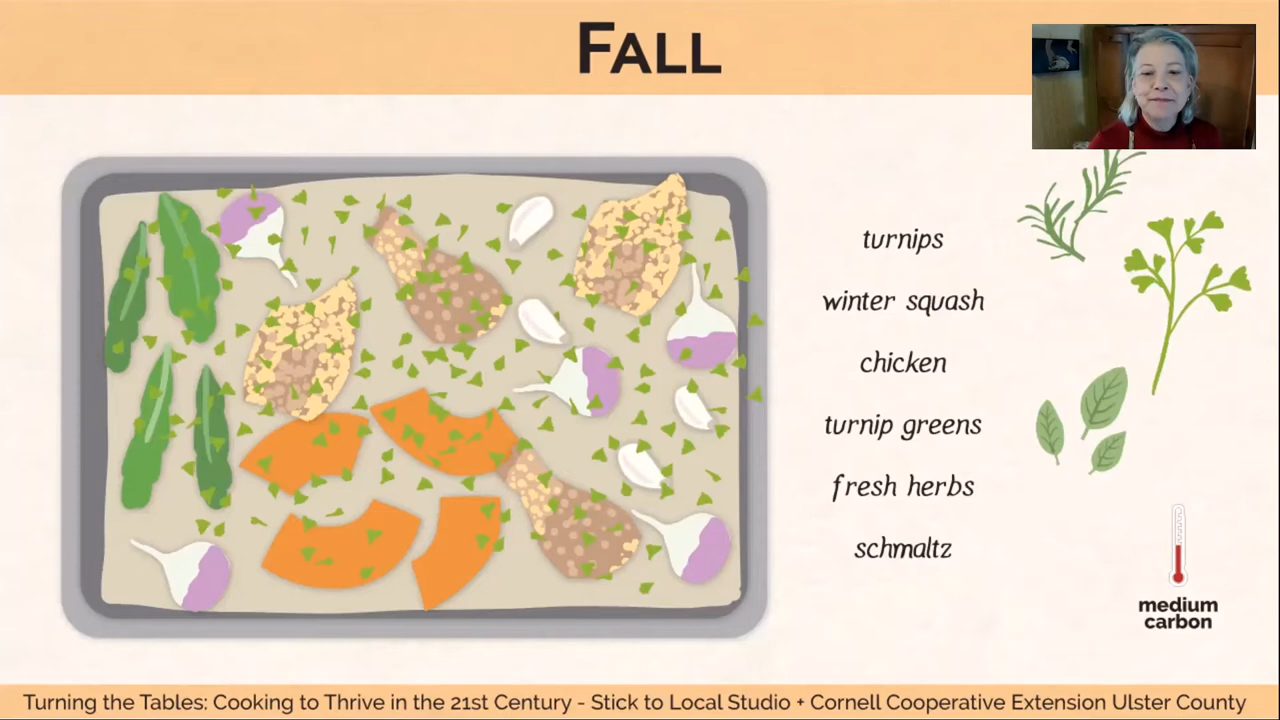 FALL
turnips
winter squash
chicken
turnip greens
fresh herbs
schmaltz
medium
carbon
Turning the Tables: Cooking to Thrive in the 21st Century - Stick to Local Studio + Cornell Cooperative Extension Ulster County